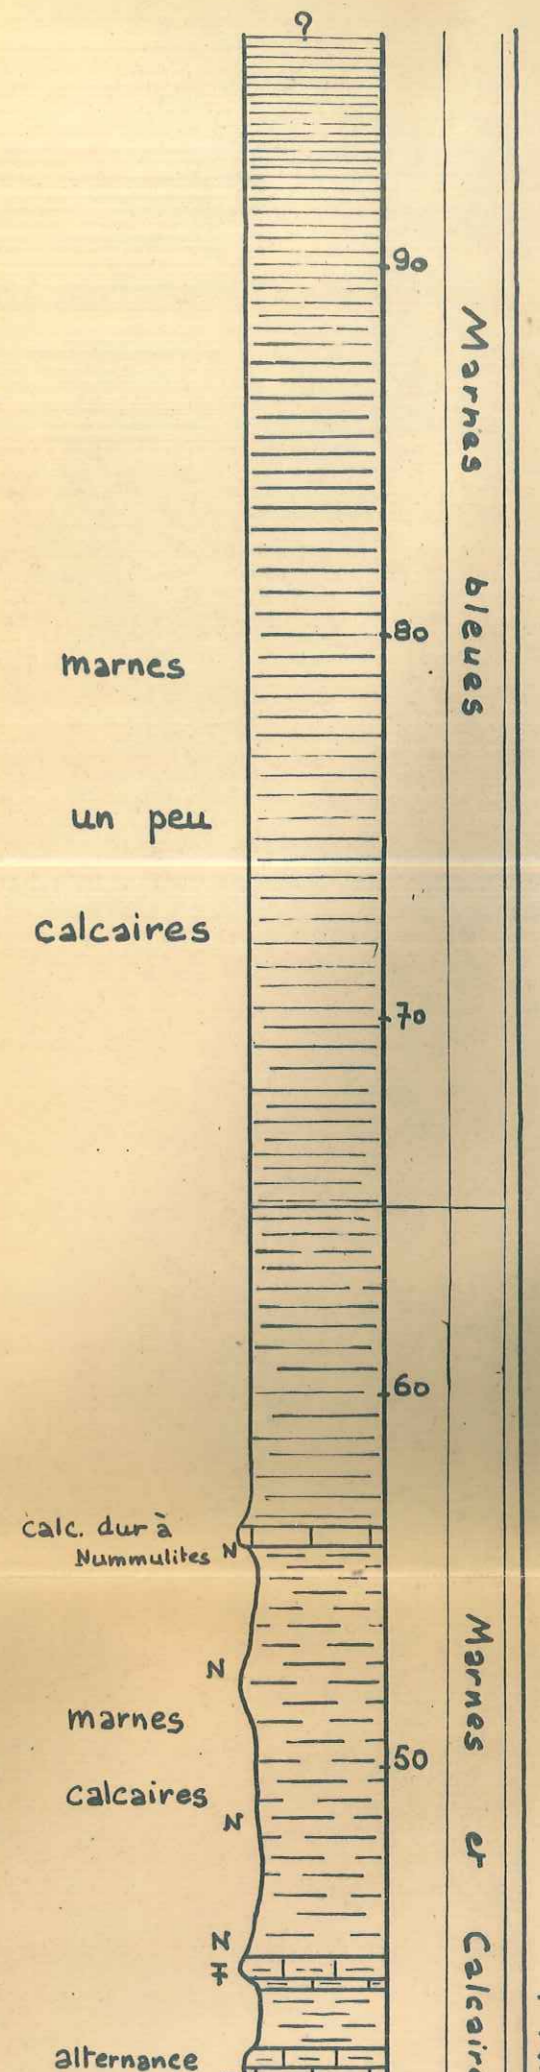 ?
90
Marnes bleues
80
marnes
un peu
calcaires
70
60
calc. dur à
Nummulites N
N
marnes
50
calcaires
N
Marnes et Calcair
N
alternance